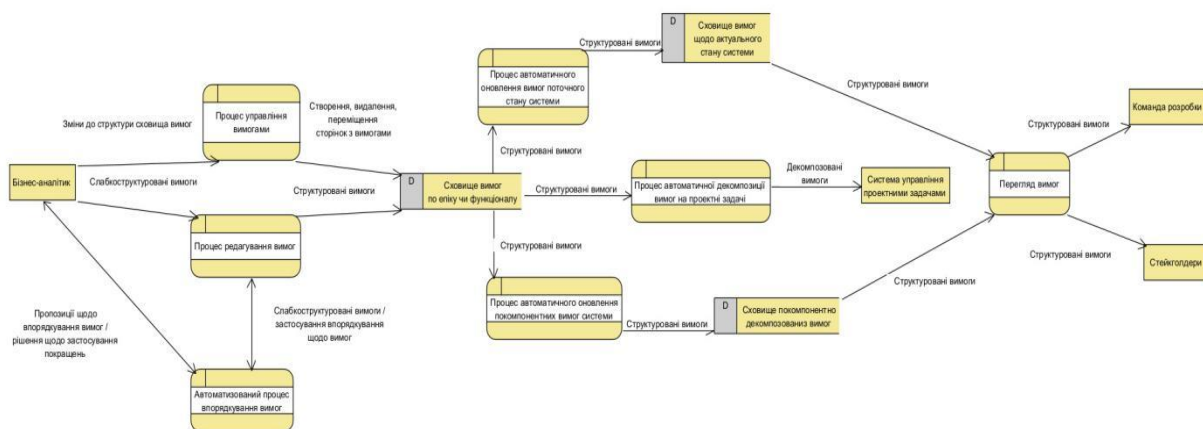 D
Сховище вимог
щодо актуального
стану системи
Структуровані вимоги
Процес автоматичного
оновлення вимог поточного
стану системи
Структуровані вимоги
Команда розробки
Структуровані вимоги
Процес управління
вимогами
Створення, видалення,
переміщення
сторінок з вимогами
Зміни до структури сховища вимог
Структуровані вимоги
Бізнес-аналітик
Слабкоструктуровані вимоги
Структуровані вимоги
D
Сховище вимог
по епіку чи функціоналу
Структуровані вимоги
Процес автоматичної декомпозиції
вимог на проектні задачі
Декомпозовані
вимоги
Система управління
проектними задачами
Перегляд вимог
Процес редагування вимог
Структуровані вимоги
Структуровані вимоги
Стейкголдери
Структуровані вимоги
Процес автоматичного оновлення
покомпонентних вимог системи
Структуровані вимоги
D
Сховище покомпонентно
декомпозованиз вимог
Пропозиції щодо
впорядкування вимог /
рішення щодо застосування
покращень
Слабкоструктуровані вимоги /
застосування впорядкування
щодо вимог
Автоматизований процес
впорядкування вимог